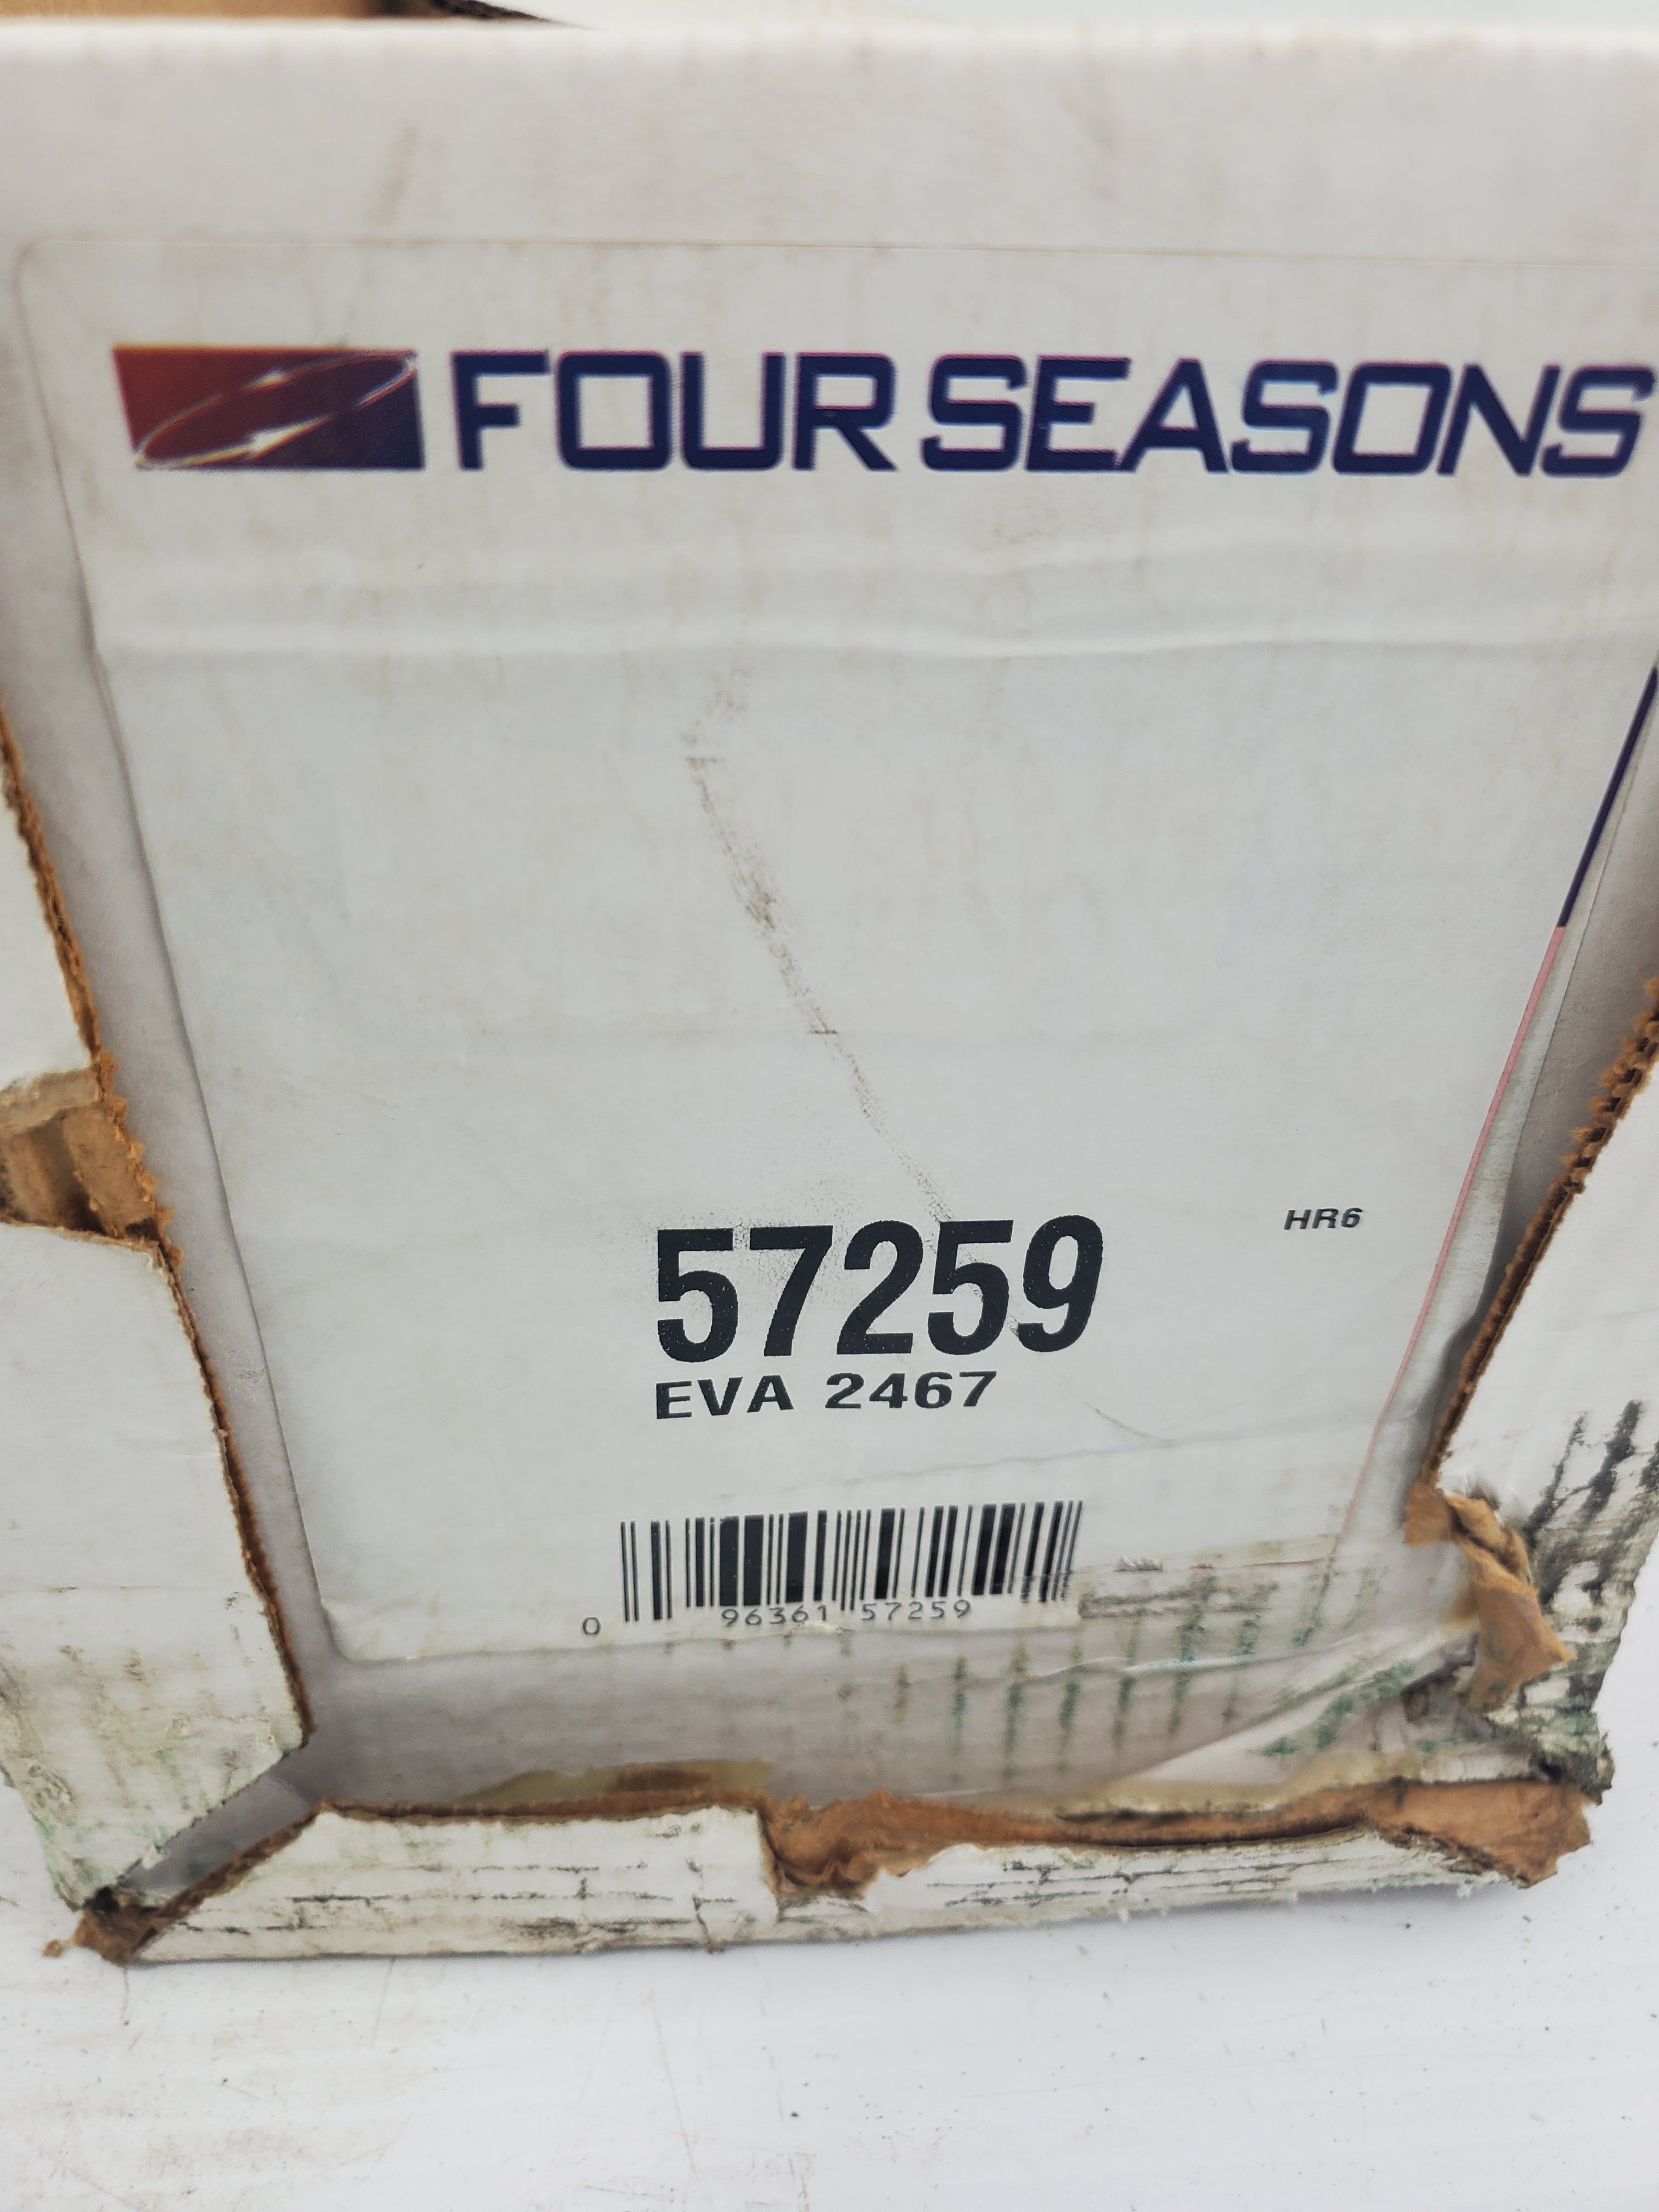 FOUR SEASONS
HR6
57259
EVA 2467
0 96361 57259